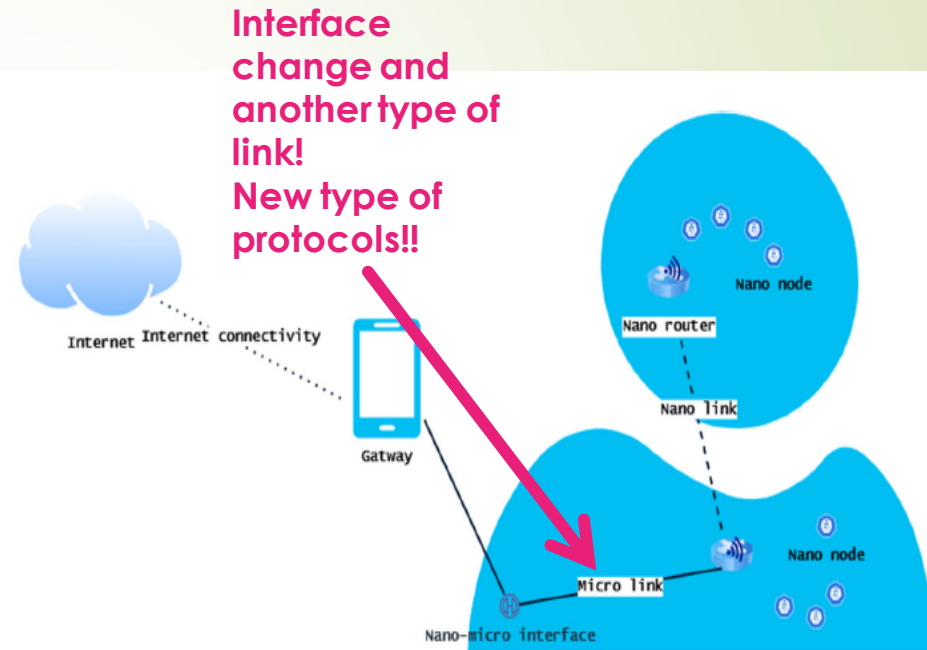 Interface
change and
another type of
link!
New type of
protocols!!
Nano node
Nano router
Internet
Internet connectivity
Nano link
Gatway
Nano node
Micro link
Nano-micro interface